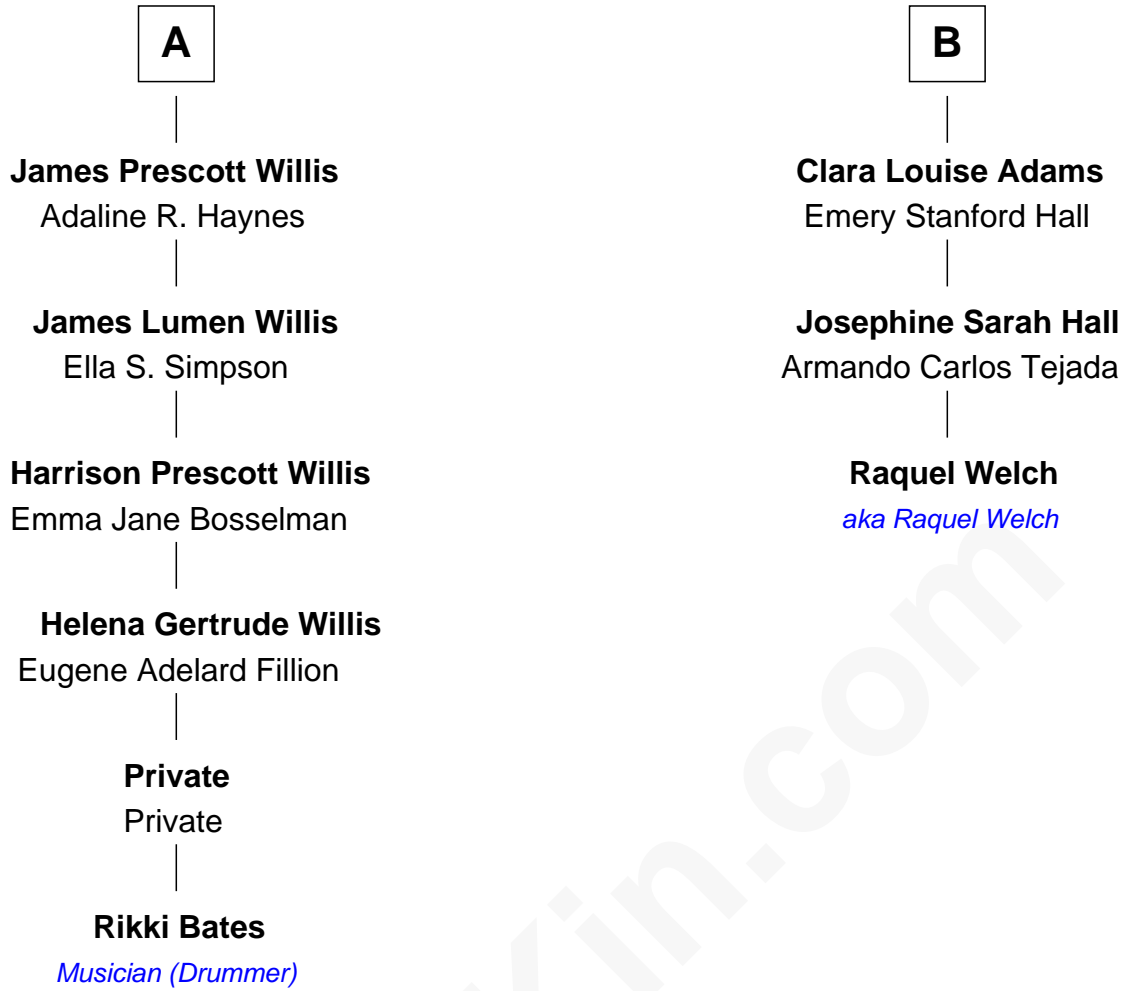 A
James Prescott Willis
Adaline R. Haynes
James Lumen Willis
Ella S. Simpson
Harrison Prescott Willis
Emma Jane Bosselman
Helena Gertrude Willis
Eugene Adelard Fillion
Private
Private
Rikki Bates
Musician (Drummer)
B
Clara Louise Adams
Emery Stanford Hall
Josephine Sarah Hall
Armando Carlos Tejada
Raquel Welch
aka Raquel Welch
Kin.com